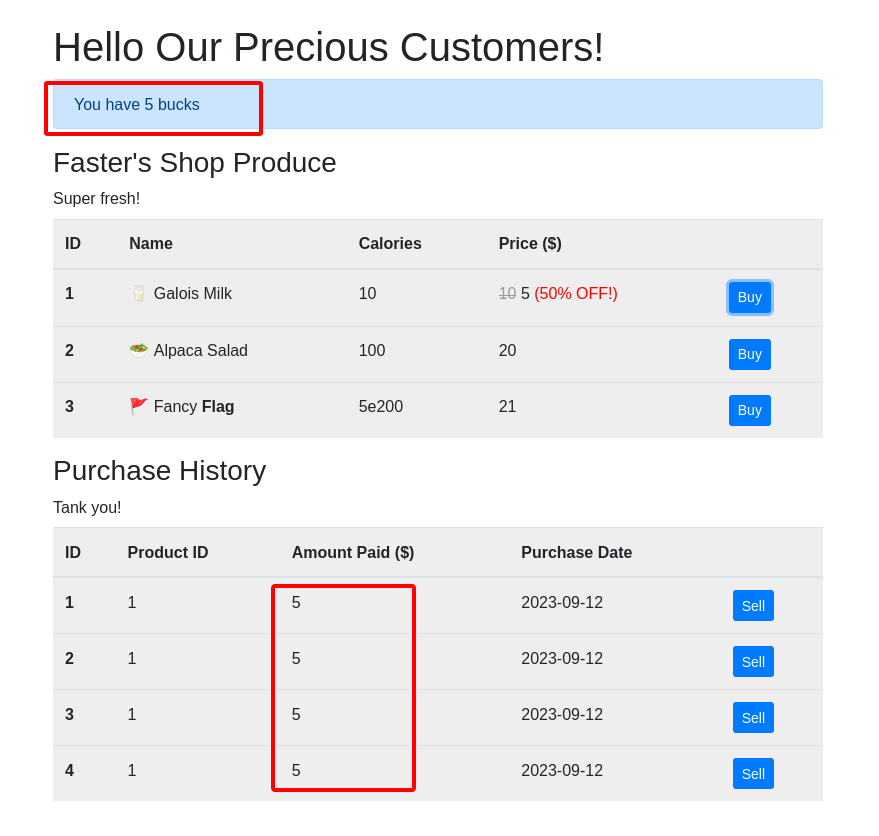 Hello Our Precious Customers!
You have 5 bucks
Faster's Shop Produce
Super fresh!
ID Name Calories Price ($)
1 🥛 Galois Milk 10 10 5 (50% OFF!) Buy
2 🥗 Alpaca Salad 100 20 Buy
3 🚩 Fancy Flag 5e200 21 Buy
Purchase History
Tank you!
ID Product ID Amount Paid ($) Purchase Date
1 1 5 2023-09-12 Sell
2 1 5 2023-09-12 Sell
3 1 5 2023-09-12 Sell
4 1 5 2023-09-12 Sell